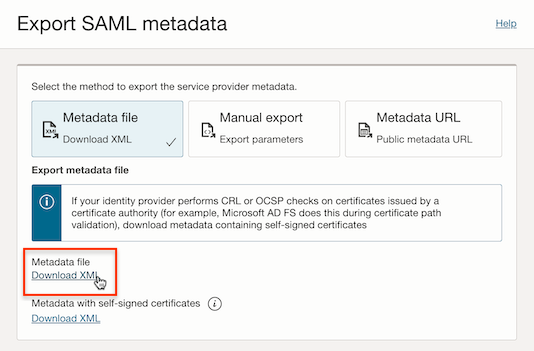 Export SAML metadata
Help
Select the method to export the service provider metadata.
Metadata file
Download XML
Manual export
Export parameters
Metadata URL
Public metadata URL
Export metadata file
If your identity provider performs CRL or OCSP checks on certificates issued by a
certificate authority (for example, Microsoft AD FS does this during certificate path
validation), download metadata containing self-signed certificates
Metadata file
Download XML
Metadata with self-signed certificates
Download XML